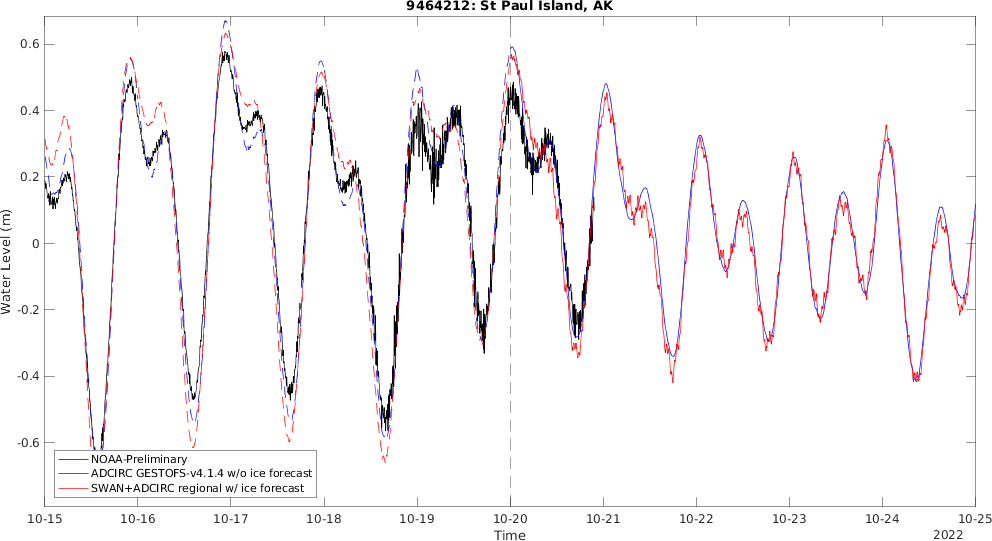 9464212: St Paul Island, AK
0.6
0.4
0.2
0
-0.2
-0.4
-0.6
Water Level (m)
NOAA-Preliminary
ADCIRC GESTOFS-v4.1.4 w/o ice forecast
SWAN+ADCIRC regional w/ ice forecast
10-15 10-16 10-17 10-18 10-19 10-20 10-21 10-22 10-23 10-24 10-25
Time
2022